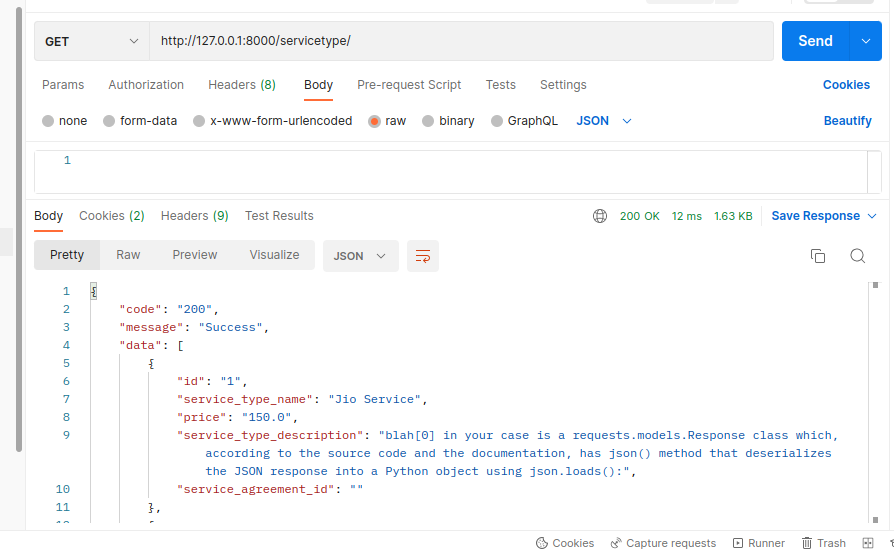 GET http://127.0.0.1:8000/servicetype/ Send
Params Authorization Headers (8) Body Pre-request Script Tests Settings Cookies
none form-data x-www-form-urlencoded raw binary GraphQL JSON Beautify
1
Body Cookies (2) Headers (9) Test Results 200 OK 12 ms 1.63 KB Save Response
Pretty Raw Preview Visualize JSON
1 {
2 "code": "200",
3 "message": "Success",
4 "data": [
5 {
6 "id": "1",
7 "service_type_name": "Jio Service",
8 "price": "150.0",
9 "service_type_description": "blah[0] in your case is a requests.models.Response class which,
according to the source code and the documentation, has json() method that deserializes
the JSON response into a Python object using json.loads():",
10 "service_agreement_id": ""
11 },
Cookies Capture requests Runner Trash